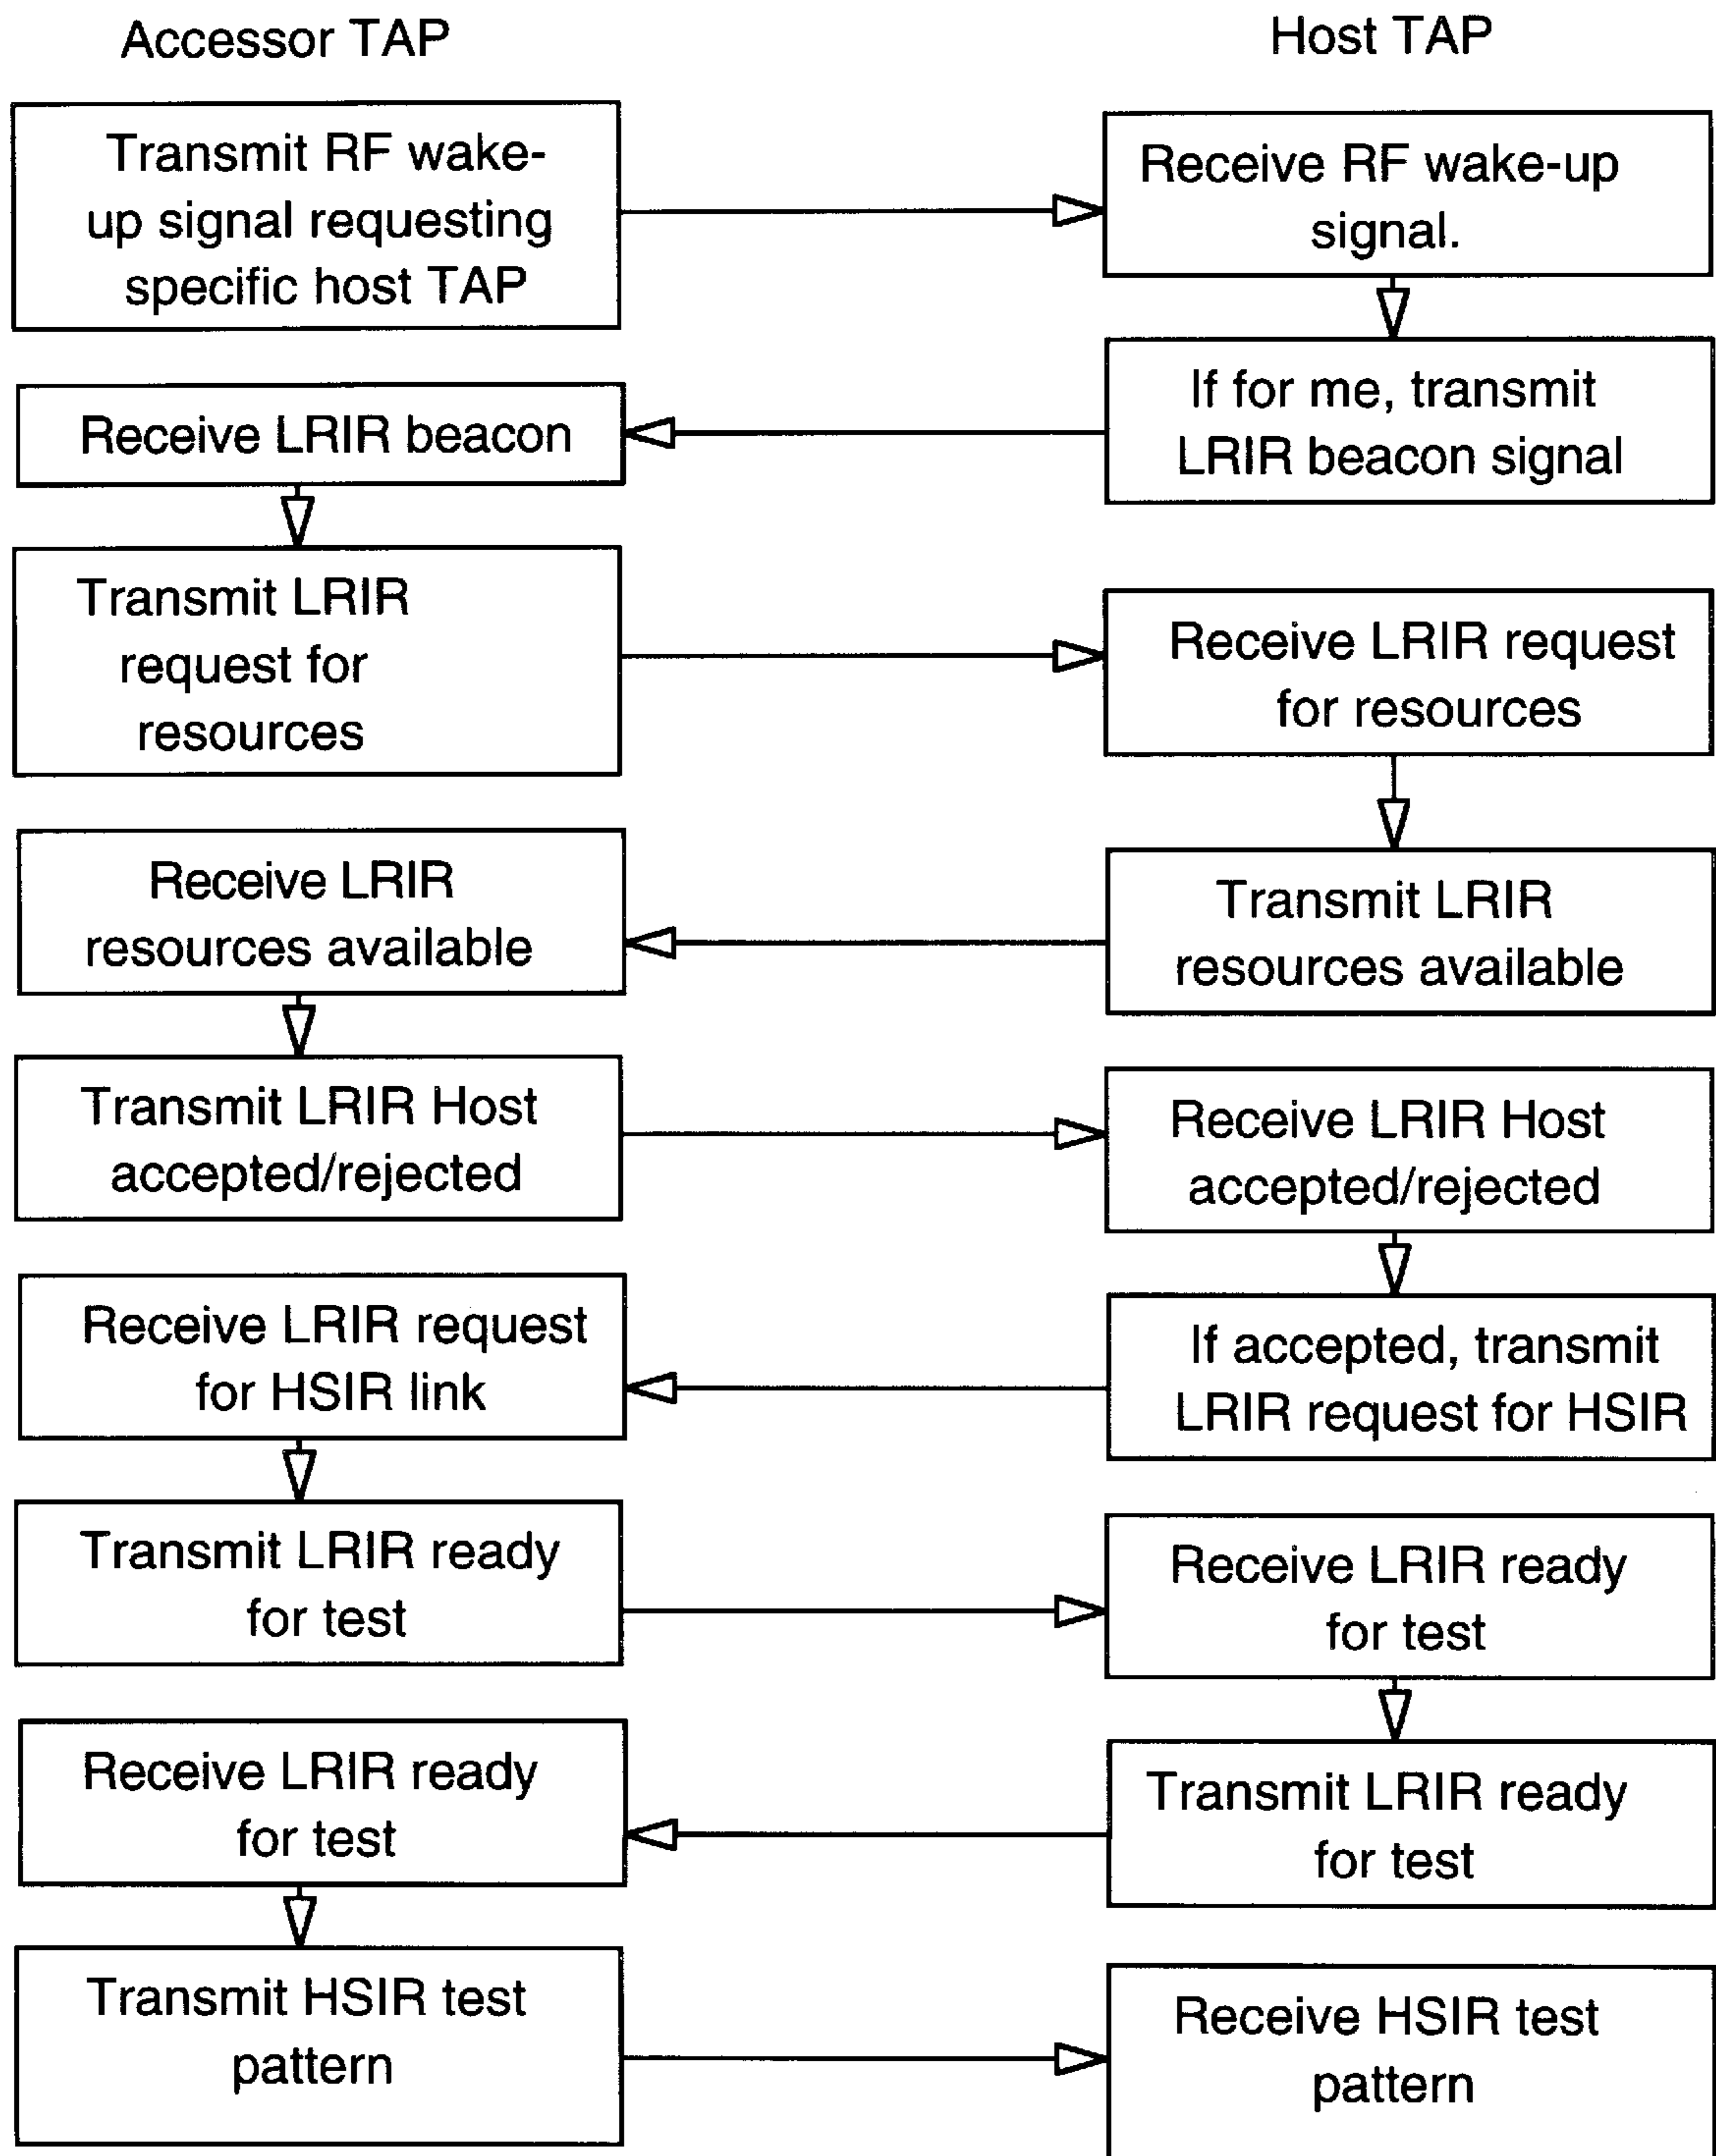 Accessor TAP
Host TAP
Transmit RF wake-
up signal requesting
specific host TAP
Receive RF wake-up
signal.
If for me, transmit
LRIR beacon signal
Receive LRIR beacon
Transmit LRIR
request for
resources
Receive LRIR request
for resources
Transmit LRIR
resources available
Receive LRIR
resources available
Transmit LRIR Host
accepted/rejected
Receive LRIR Host
accepted/rejected
If accepted, transmit
LRIR request for HSIR
Receive LRIR request
for HSIR link
Transmit LRIR ready
for test
Receive LRIR ready
for test
Transmit LRIR ready
for test
Receive LRIR ready
for test
Transmit HSIR test
pattern
Receive HSIR test
pattern